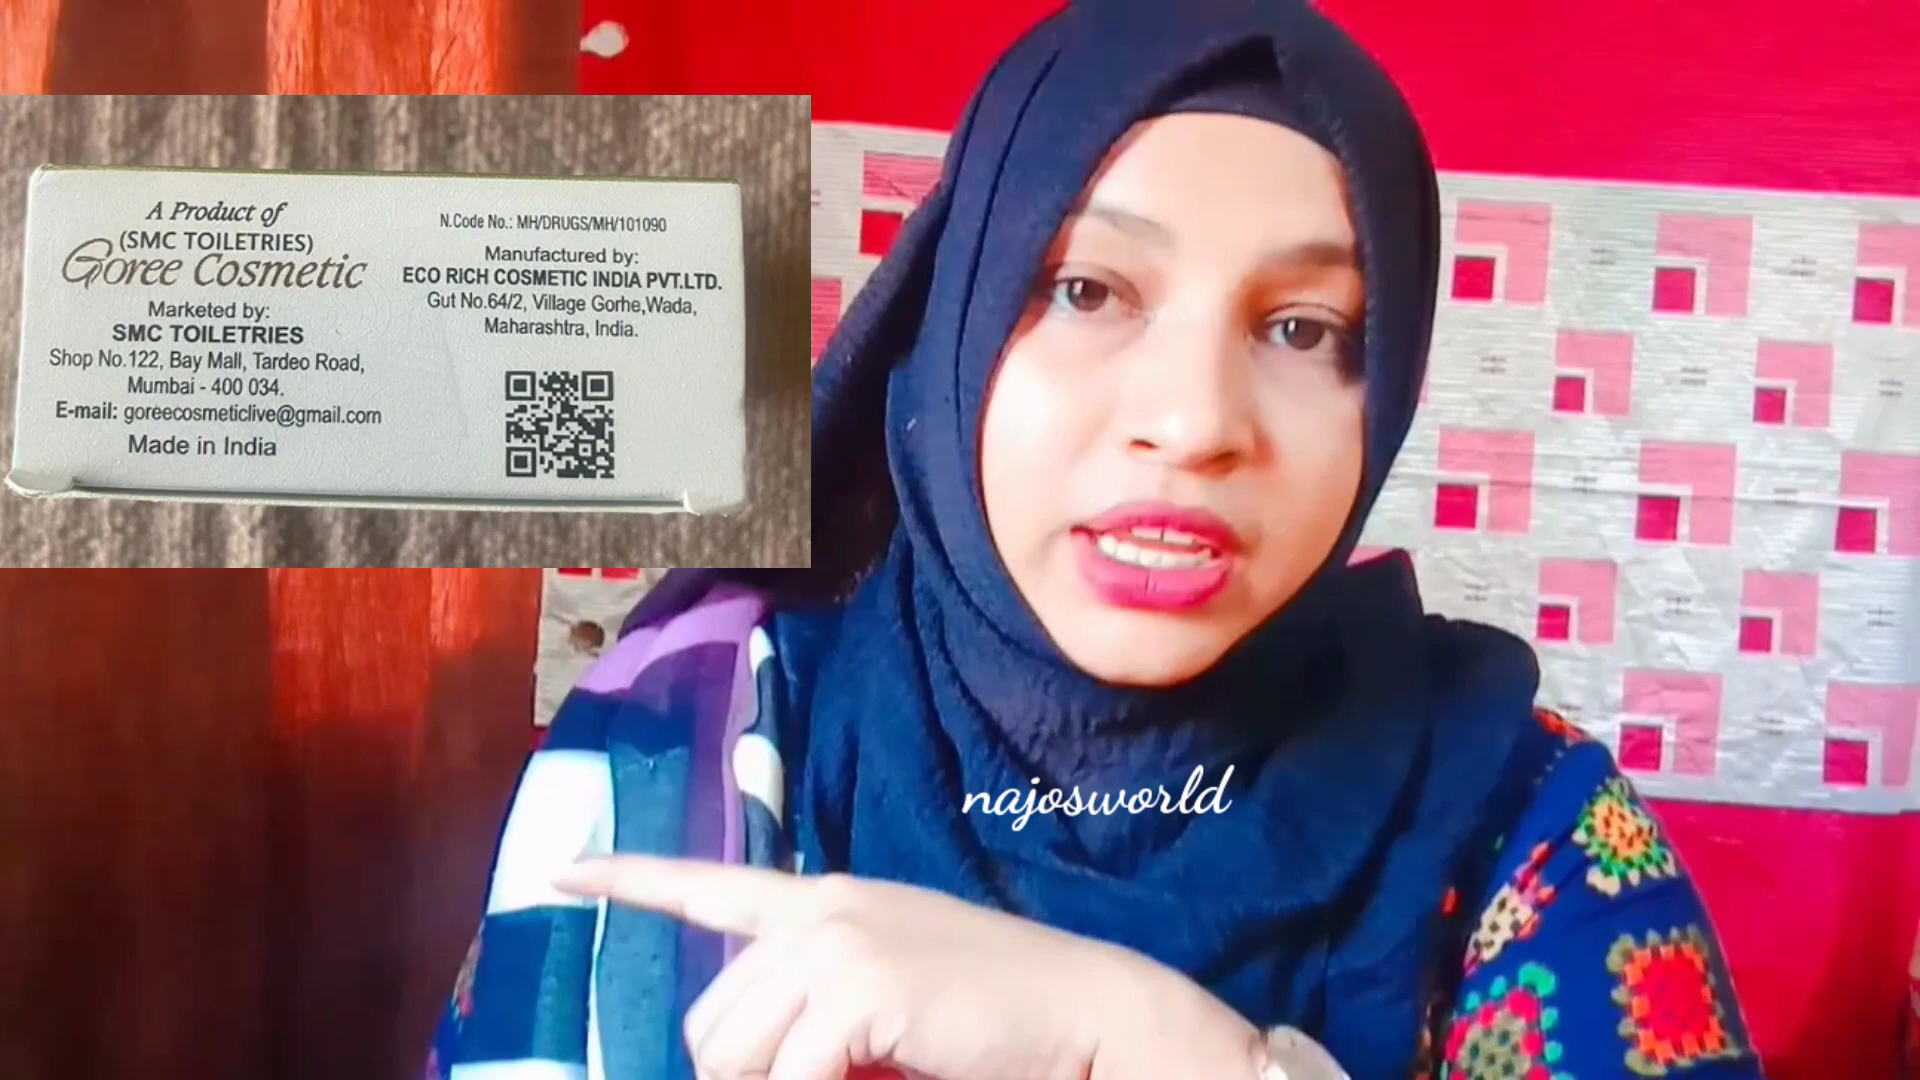 A Product of
(SMC TOILETRIES)
Goree Cosmetic
Marketed by:
SMC TOILETRIES
Shop No.122, Bay Mall, Tardeo Road,
Mumbai - 400 034.
E-mail: goreecosmeticlive@gmail.com
Made in India
N.Code No.: MH/DRUGS/MH/101090
Manufactured by:
ECO RICH COSMETIC INDIA PVT.LTD.
Gut No.64/2, Village Gorhe,Wada,
Maharashtra, India.
najosworld